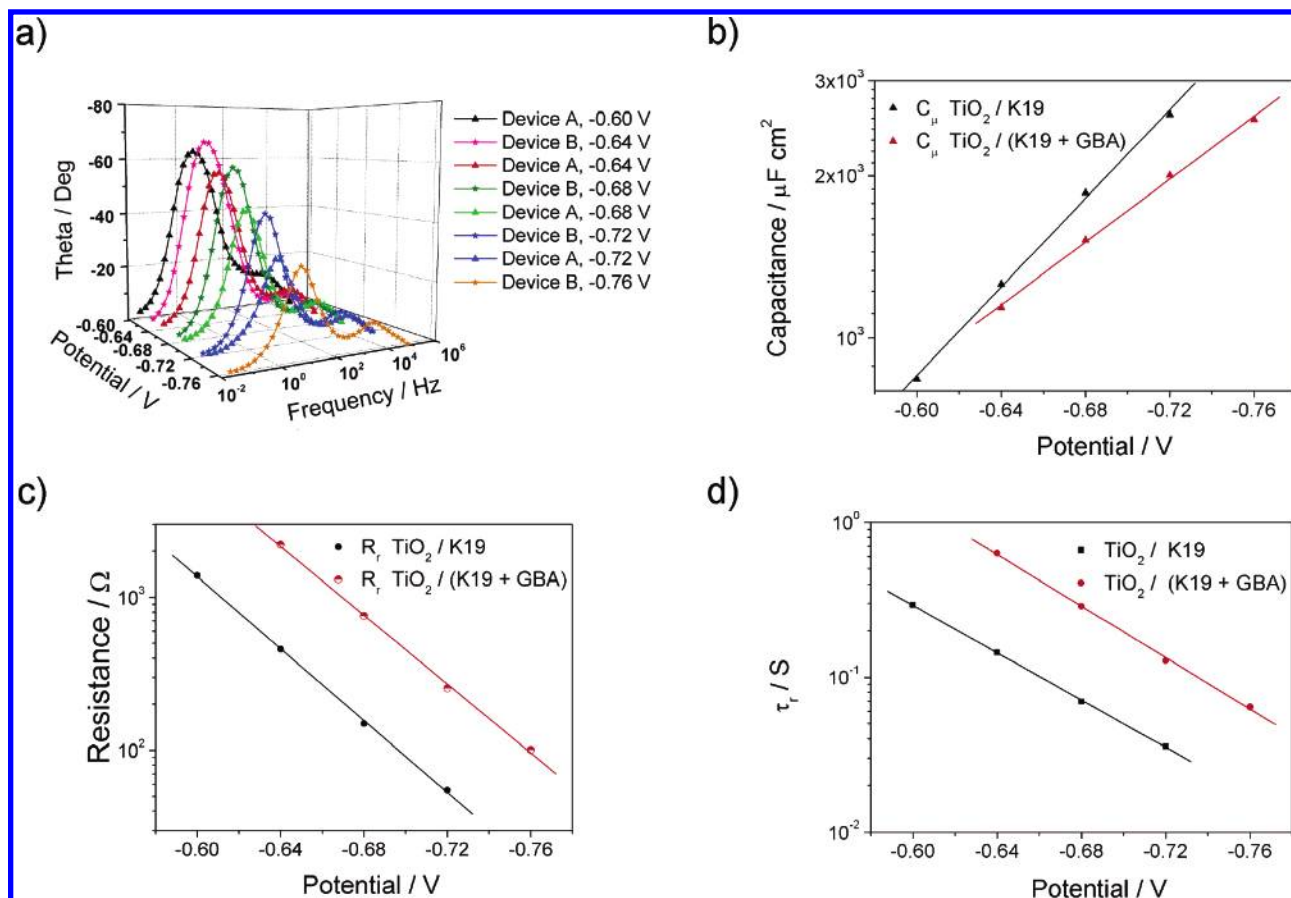 a)
-80
-60
-40
-20
Theta / Deg
-0.60
-0.64
-0.68
-0.72
-0.76
Potential / V
10⁻²
10⁰
10²
10⁴
10⁶
Frequency / Hz
Device A, -0.60 V
Device B, -0.64 V
Device A, -0.64 V
Device B, -0.68 V
Device A, -0.68 V
Device B, -0.72 V
Device A, -0.72 V
Device B, -0.76 V
b)
3x10³
2x10³
10³
Capacitance / μF cm²
Cμ TiO₂ / K19
Cμ TiO₂ / (K19 + GBA)
-0.60 -0.64 -0.68 -0.72 -0.76
Potential / V
c)
10³
10²
Resistance / Ω
Rᵣ TiO₂ / K19
Rᵣ TiO₂ / (K19 + GBA)
-0.60 -0.64 -0.68 -0.72 -0.76
Potential / V
d)
10⁰
10⁻¹
10⁻²
τᵣ / S
TiO₂ / K19
TiO₂ / (K19 + GBA)
-0.60 -0.64 -0.68 -0.72 -0.76
Potential / V